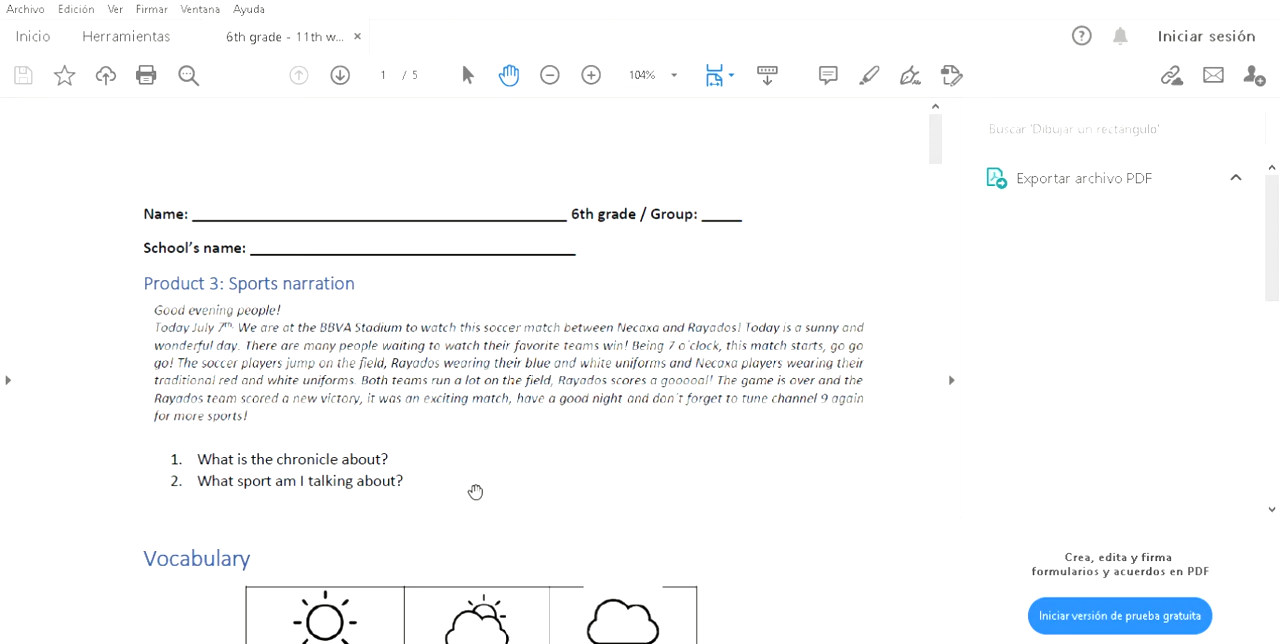 Archivo Edición Ver Firmar Ventana Ayuda
Inicio Herramientas 6th grade - 11th w... × Iniciar sesión
1 / 5 104%
Buscar 'Dibujar un rectangulo'
Exportar archivo PDF
Name: ______ 6th grade / Group: ______
School's name: ______
Product 3: Sports narration
Good evening people!
Today July 7th. We are at the BBVA Stadium to watch this soccer match between Necaxa and Rayados! Today is a sunny and
wonderful day. There are many people waiting to watch their favorite teams win! Being 7 o´clock, this match starts, go go
go! The soccer players jump on the field, Rayados wearing their blue and white uniforms and Necaxa players wearing their
traditional red and white uniforms. Both teams run a lot on the field, Rayados scores a gooooal! The game is over and the
Rayados team scored a new victory, it was an exciting match, have a good night and don´t forget to tune channel 9 again
for more sports!
1. What is the chronicle about?
2. What sport am I talking about?
Vocabulary
Crea, edita y firma
formularios y acuerdos en PDF
Iniciar versión de prueba gratuita